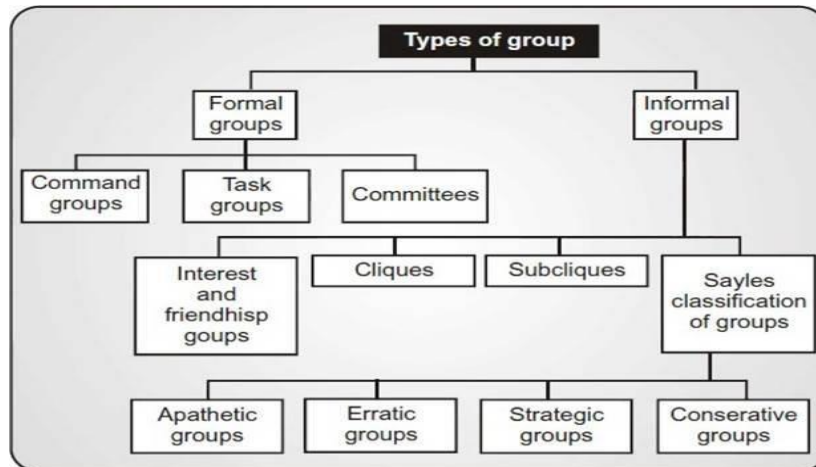 Types of group
Formal
groups
Informal
groups
Command
groups
Task
groups
Committees
Interest
and
friendhisp
goups
Cliques
Subcliques
Sayles
classification
of groups
Apathetic
groups
Erratic
groups
Strategic
groups
Conserative
groups